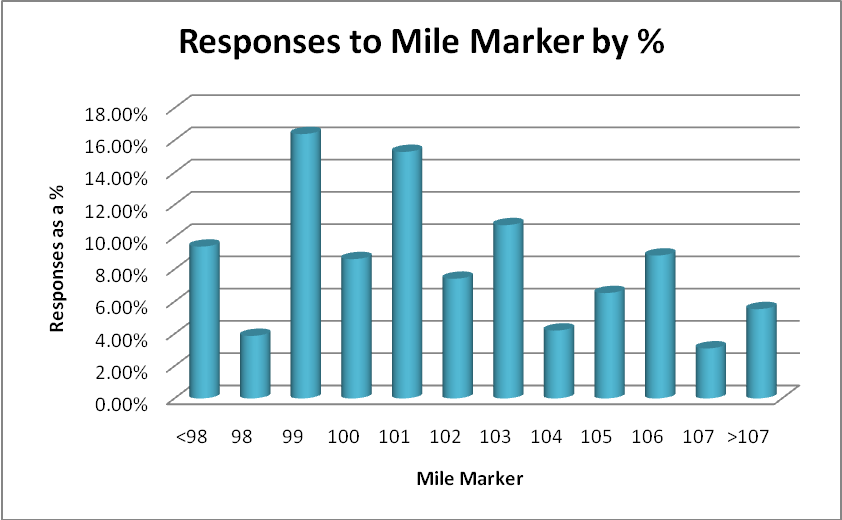 Responses to Mile Marker by %
18.00%
16.00%
14.00%
12.00%
10.00%
8.00%
6.00%
4.00%
2.00%
0.00%
Responses as a %
<98 98 99 100 101 102 103 104 105 106 107 >107
Mile Marker